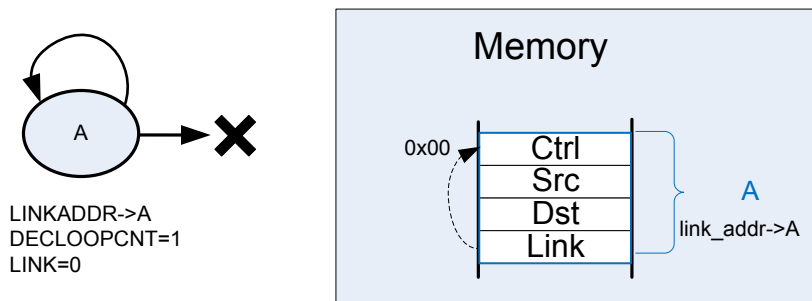 A
LINKADDR->A
DECLOOPCNT=1
LINK=0
Memory
0x00
Ctrl
Src
Dst
Link
A
link_addr->A